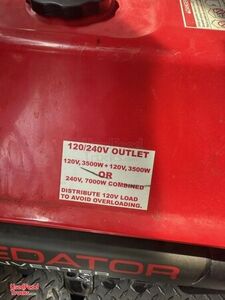 120/240V OUTLET
120V, 3500W + 120V, 3500W
OR
240V, 7000W COMBINED
DISTRIBUTE 120V LOAD
TO AVOID OVERLOADING.
EDATOR